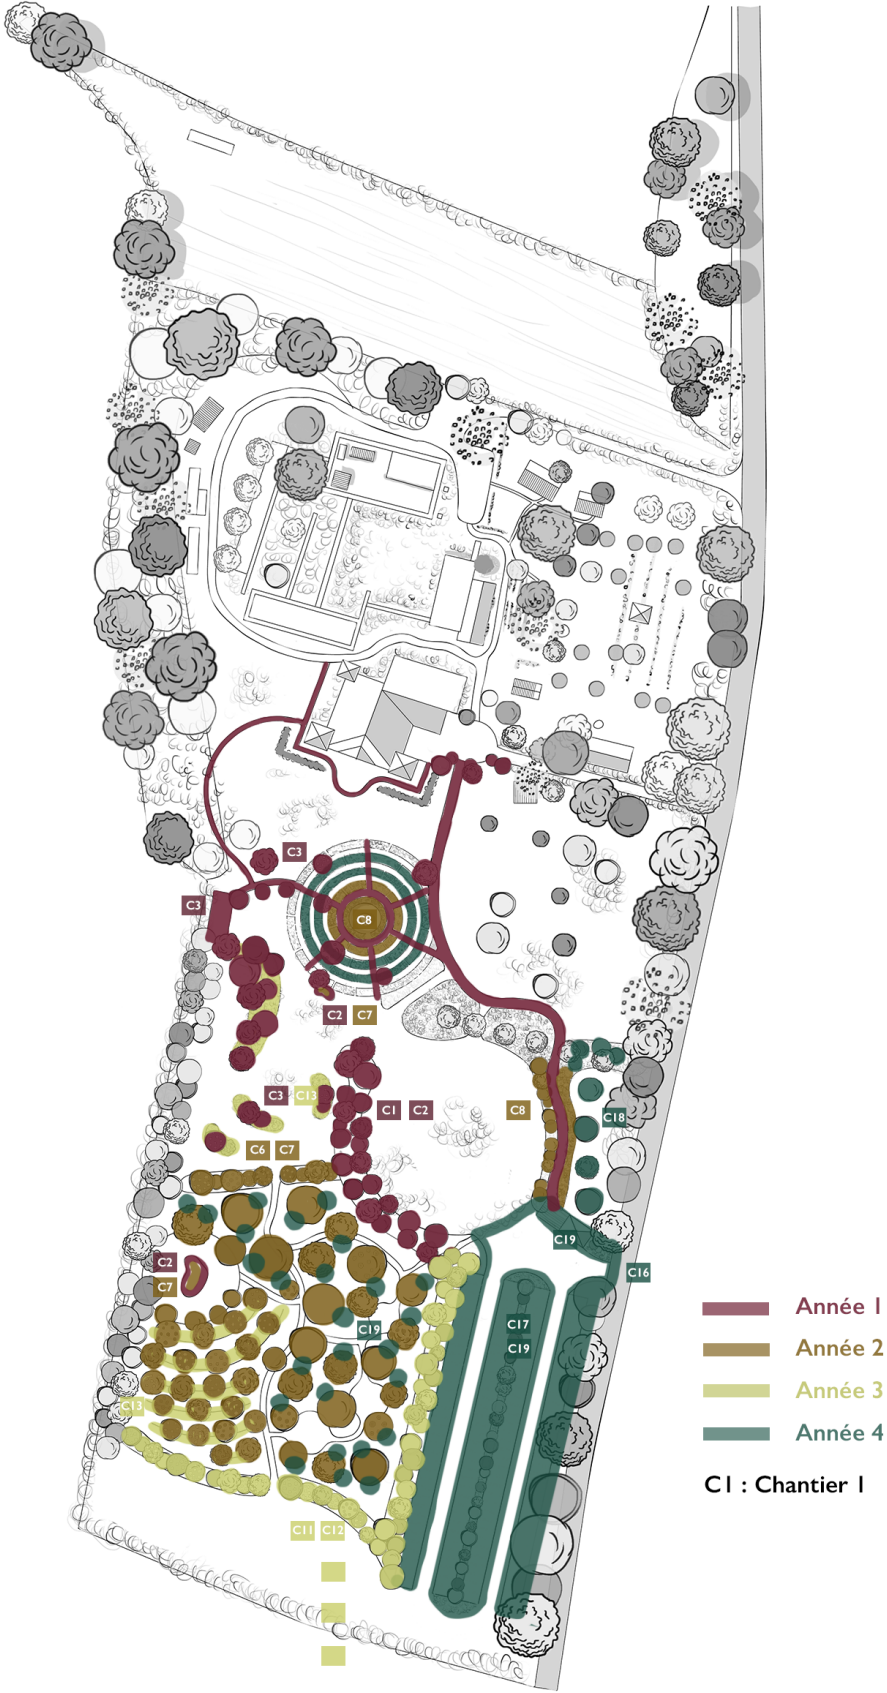 C3
C3
C8
C2 C7
C3 C13
C1 C2
C8
C18
C6 C7
C19
C2
C7
C16
C17
C19
C19
C13
C11 C12
Année 1
Année 2
Année 3
Année 4
C1 : Chantier 1